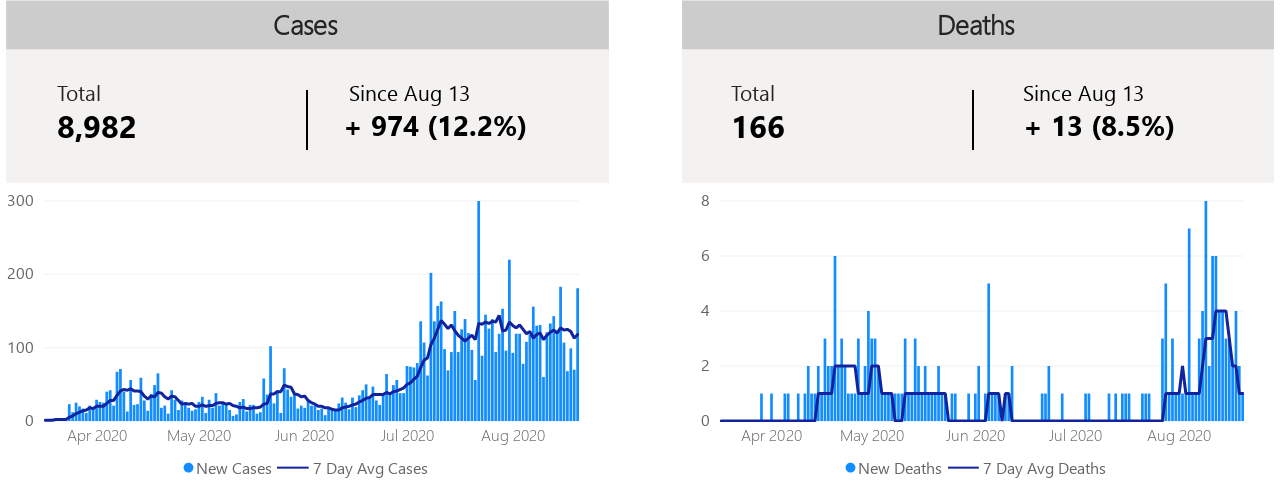 Cases
Total
8,982
Since Aug 13
+ 974 (12.2%)
300
200
100
0
Apr 2020 May 2020 Jun 2020 Jul 2020 Aug 2020
New Cases 7 Day Avg Cases
Deaths
Total
166
Since Aug 13
+ 13 (8.5%)
8
6
4
2
0
Apr 2020 May 2020 Jun 2020 Jul 2020 Aug 2020
New Deaths 7 Day Avg Deaths